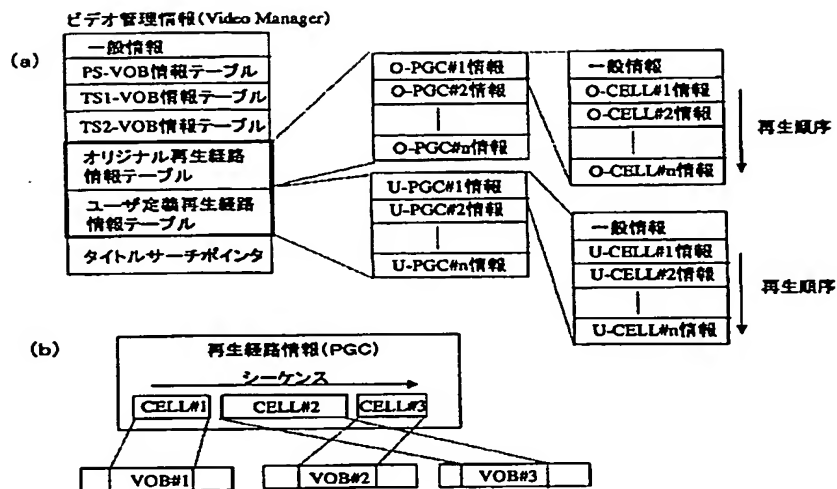 ビデオ管理情報(Video Manager)
(a)
一般情報
PS-VOB情報テーブル
TS1-VOB情報テーブル
TS2-VOB情報テーブル
オリジナル再生経路
情報テーブル
ユーザ定義再生経路
情報テーブル
タイトルサーチポインタ
O-PGC#1情報
O-PGC#2情報
O-PGC#n情報
U-PGC#1情報
U-PGC#2情報
U-PGC#n情報
一般情報
O-CELL#1情報
O-CELL#2情報
O-CELL#n情報
再生順序
一般情報
U-CELL#1情報
U-CELL#2情報
U-CELL#n情報
再生順序
(b)
再生経路情報(PGC)
シーケンス
CELL#1
CELL#2
CELL#3
VOB#1
VOB#2
VOB#3